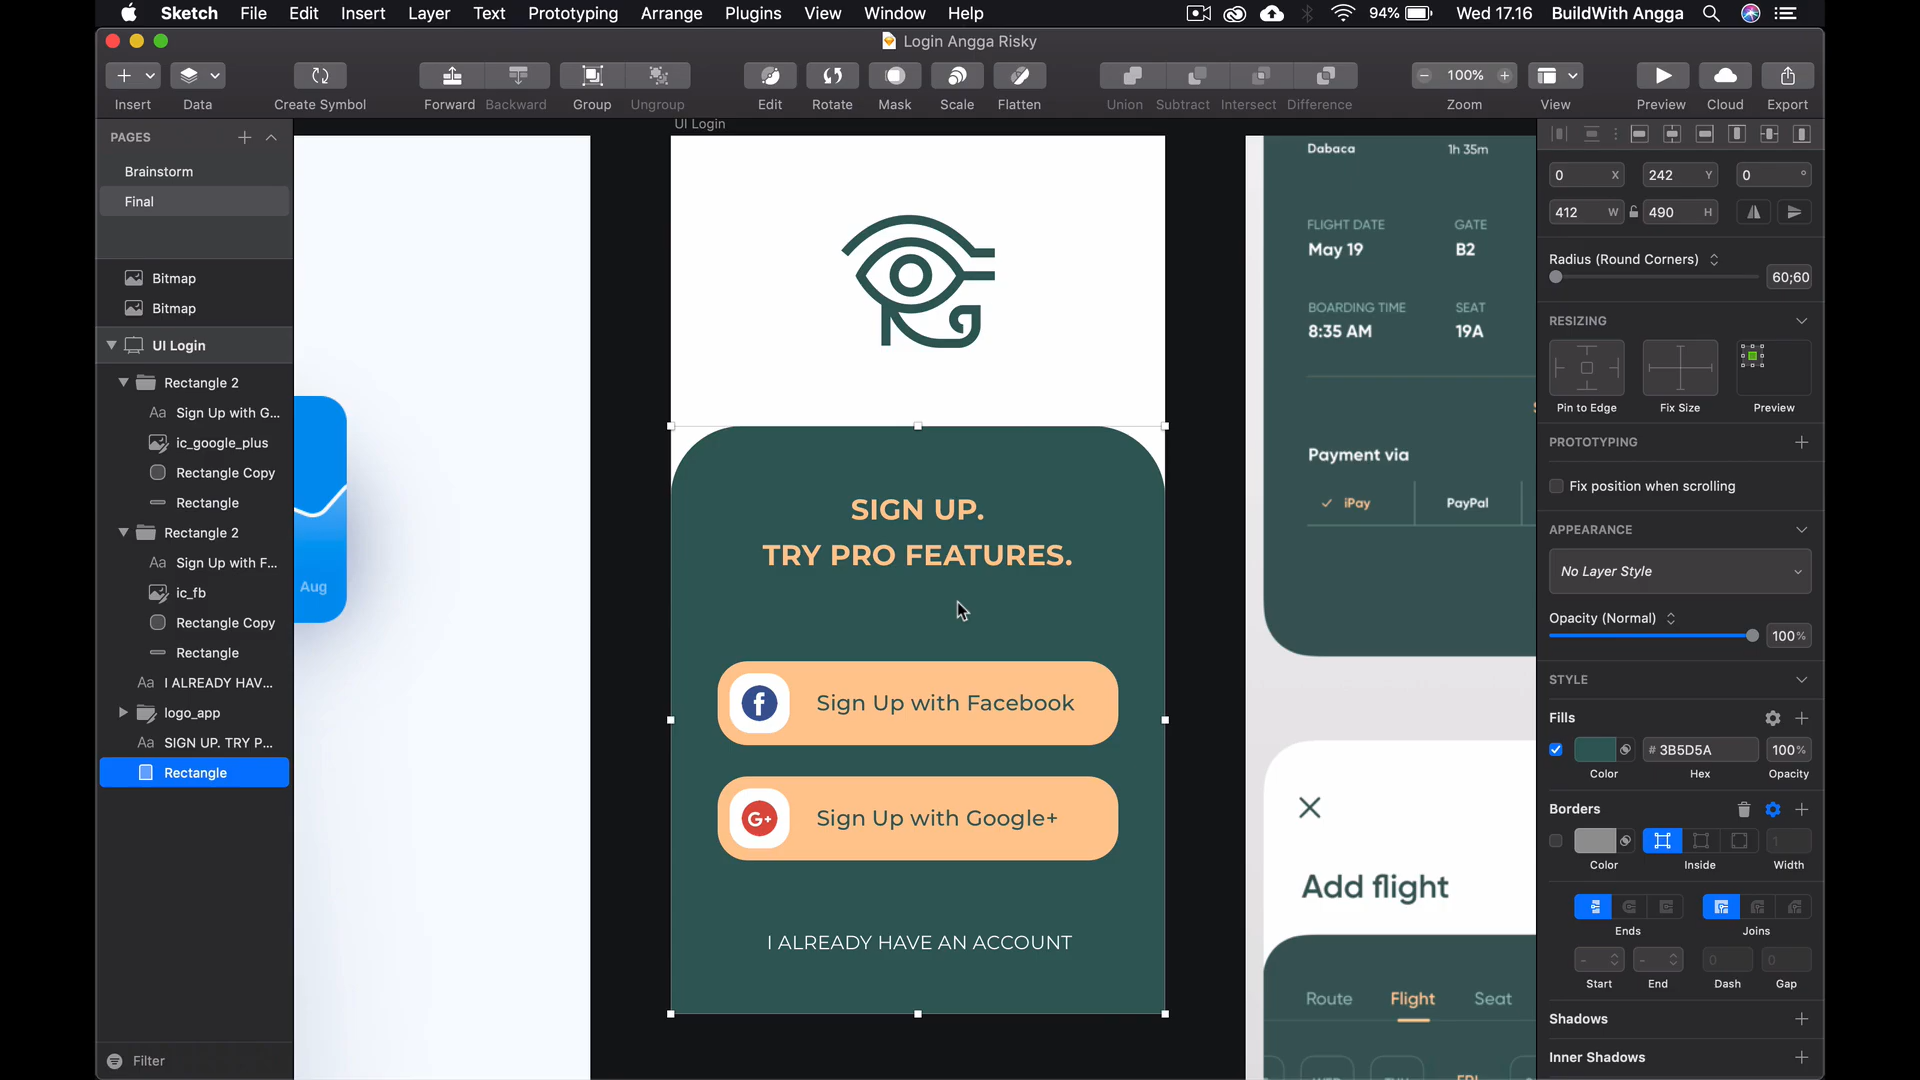 Sketch File Edit Insert Layer Text Prototyping Arrange Plugins View Window Help 94% Wed 17.16 BuildWith Angga
Login Angga Risky
100%
Insert Data Create Symbol Forward Backward Group Ungroup Edit Rotate Mask Scale Flatten Union Subtract Intersect Difference Zoom View Preview Cloud Export
PAGES
Brainstorm
Final
Bitmap
Bitmap
UI Login
Rectangle 2
Aa Sign Up with G...
ic_google_plus
Rectangle Copy
Rectangle
Rectangle 2
Aa Sign Up with F...
ic_fb
Rectangle Copy
Rectangle
Aa I ALREADY HAV...
logo_app
Aa SIGN UP. TRY P...
Rectangle
Filter
Aug
UI Login
SIGN UP.
TRY PRO FEATURES.
f Sign Up with Facebook
G+ Sign Up with Google+
I ALREADY HAVE AN ACCOUNT
Dabaca 1h 35m
FLIGHT DATE GATE
May 19 B2
BOARDING TIME SEAT
8:35 AM 19A
Payment via
iPay PayPal
Add flight
Route Flight Seat
0 X 242 Y 0 °
412 W 490 H
Radius (Round Corners)
60;60
RESIZING
Pin to Edge Fix Size Preview
PROTOTYPING
Fix position when scrolling
APPEARANCE
No Layer Style
Opacity (Normal)
100%
STYLE
Fills
# 3B5D5A 100%
Color Hex Opacity
Borders
1
Color Inside Width
Ends Joins
- - 0 0
Start End Dash Gap
Shadows
Inner Shadows